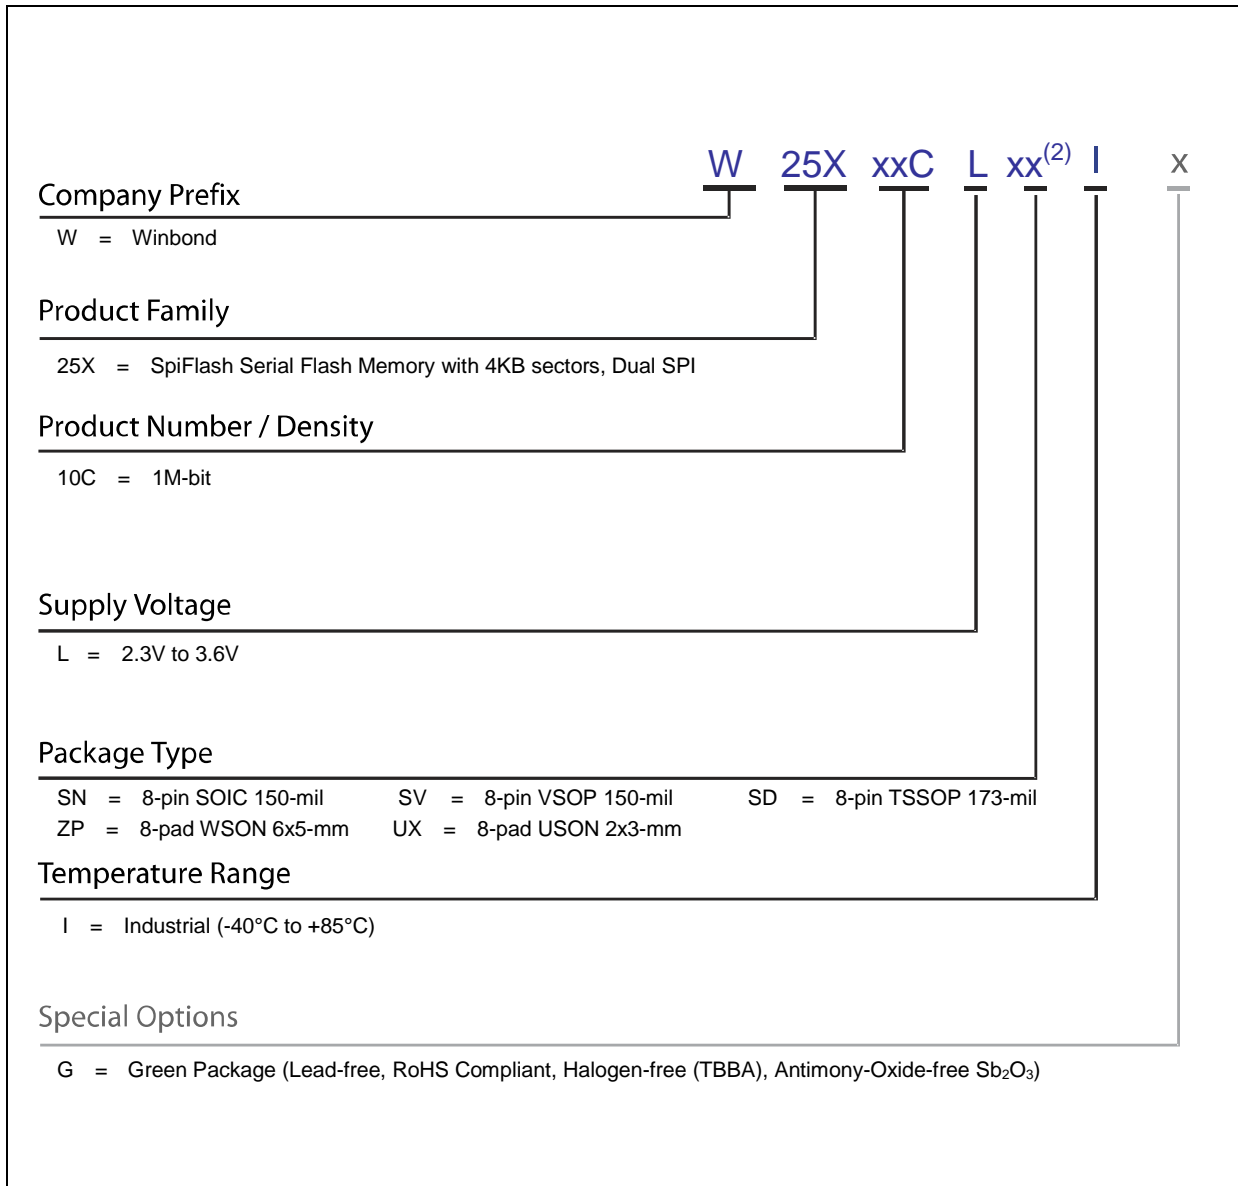 W 25X xxC L xx(2) I x
Company Prefix
W = Winbond
Product Family
25X = SpiFlash Serial Flash Memory with 4KB sectors, Dual SPI
Product Number / Density
10C = 1M-bit
Supply Voltage
L = 2.3V to 3.6V
Package Type
SN = 8-pin SOIC 150-mil SV = 8-pin VSOP 150-mil SD = 8-pin TSSOP 173-mil
ZP = 8-pad WSON 6x5-mm UX = 8-pad USON 2x3-mm
Temperature Range
I = Industrial (-40°C to +85°C)
Special Options
G = Green Package (Lead-free, RoHS Compliant, Halogen-free (TBBA), Antimony-Oxide-free Sb₂O₃)